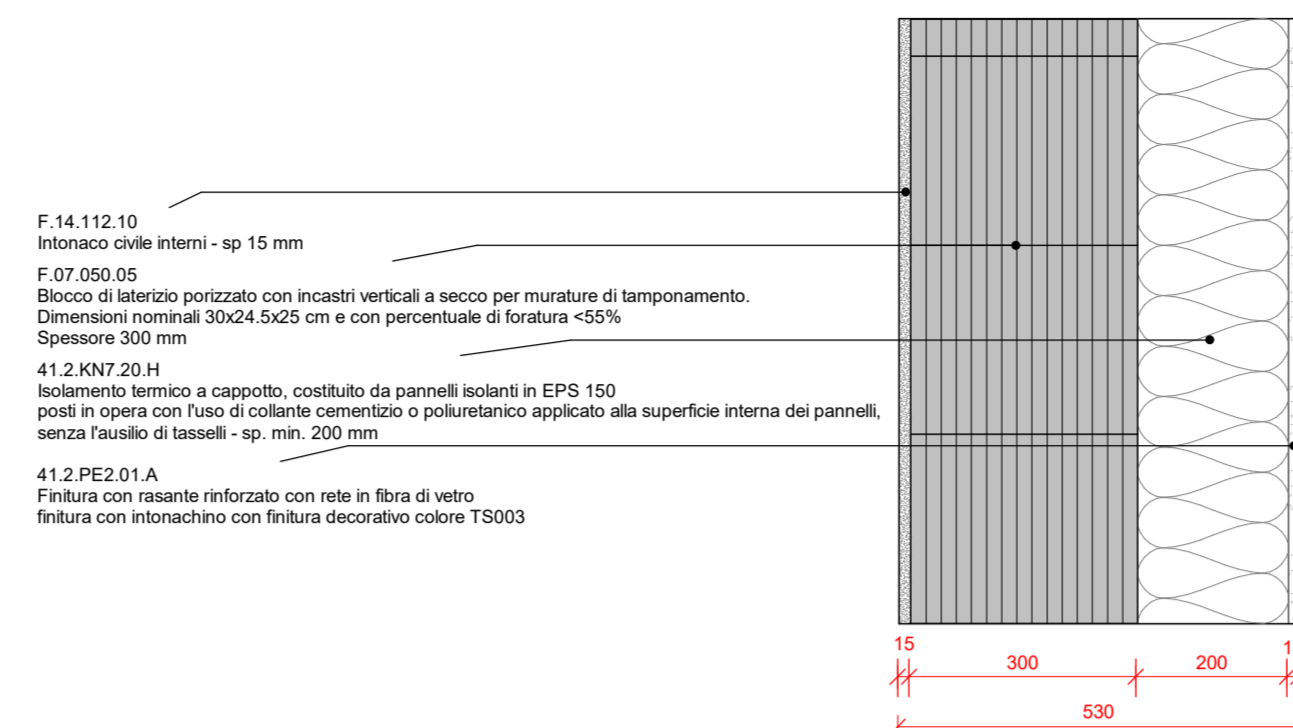 F.14.112.10
Intonaco civile interni - sp 15 mm
F.07.050.05
Blocco di laterizio porizzato con incastri verticali a secco per murature di tamponamento.
Dimensioni nominali 30x24.5x25 cm e con percentuale di foratura <55%
Spessore 300 mm
41.2.KN7.20.H
Isolamento termico a cappotto, costituito da pannelli isolanti in EPS 150
posti in opera con l'uso di collante cementizio o poliuretanico applicato alla superficie interna dei pannelli,
senza l'ausilio di tasselli - sp. min. 200 mm
41.2.PE2.01.A
Finitura con rasante rinforzato con rete in fibra di vetro
finitura con intonachino con finitura decorativo colore TS003
15
300
200
530